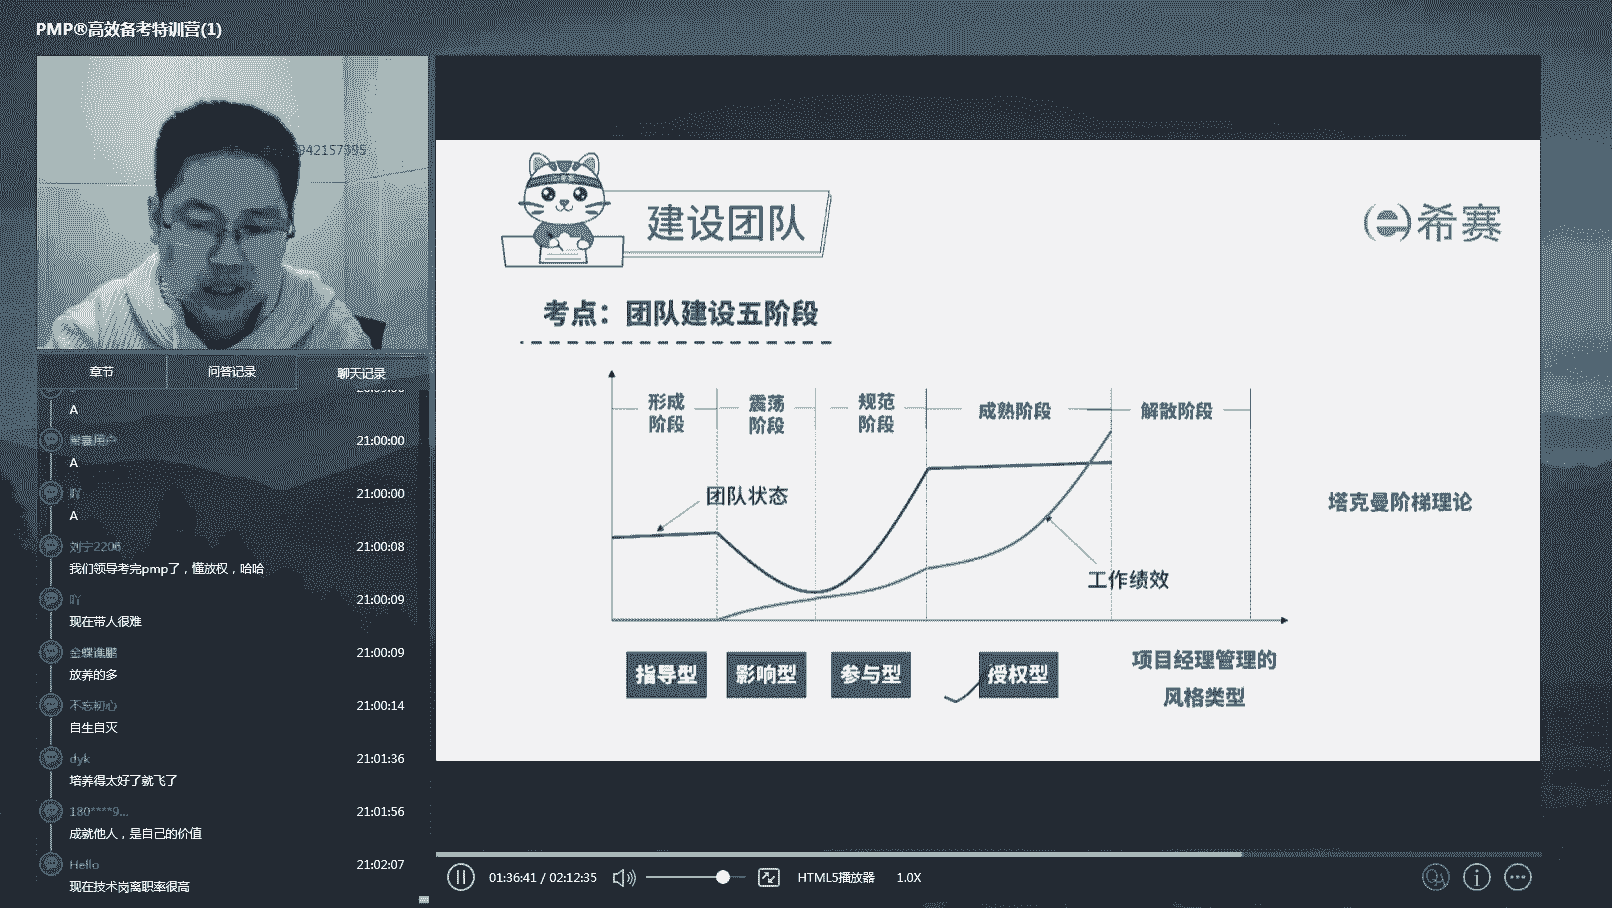 PMP®高效备考特训营(1)
942157395
章节
问答记录
聊天记录
A
21:00:00
A
吖
21:00:00
A
刘宁2206
21:00:08
我们领导考完pmp了，懂放权，哈哈
吖
21:00:09
现在带人很难
21:00:09
放养的多
不忘初心
21:00:14
自生自灭
dyk
21:01:36
培养得太好了就飞了
180****9...
21:01:56
成就他人，是自己的价值
Hello
21:02:07
现在技术岗离职率很高
建设团队
希赛
考点：团队建设五阶段
形成
阶段
震荡
阶段
规范
阶段
成熟阶段
解散阶段
团队状态
工作绩效
塔克曼阶梯理论
指导型
影响型
参与型
授权型
项目经理管理的
风格类型
01:36:41 / 02:12:35
HTML5播放器
1.0X